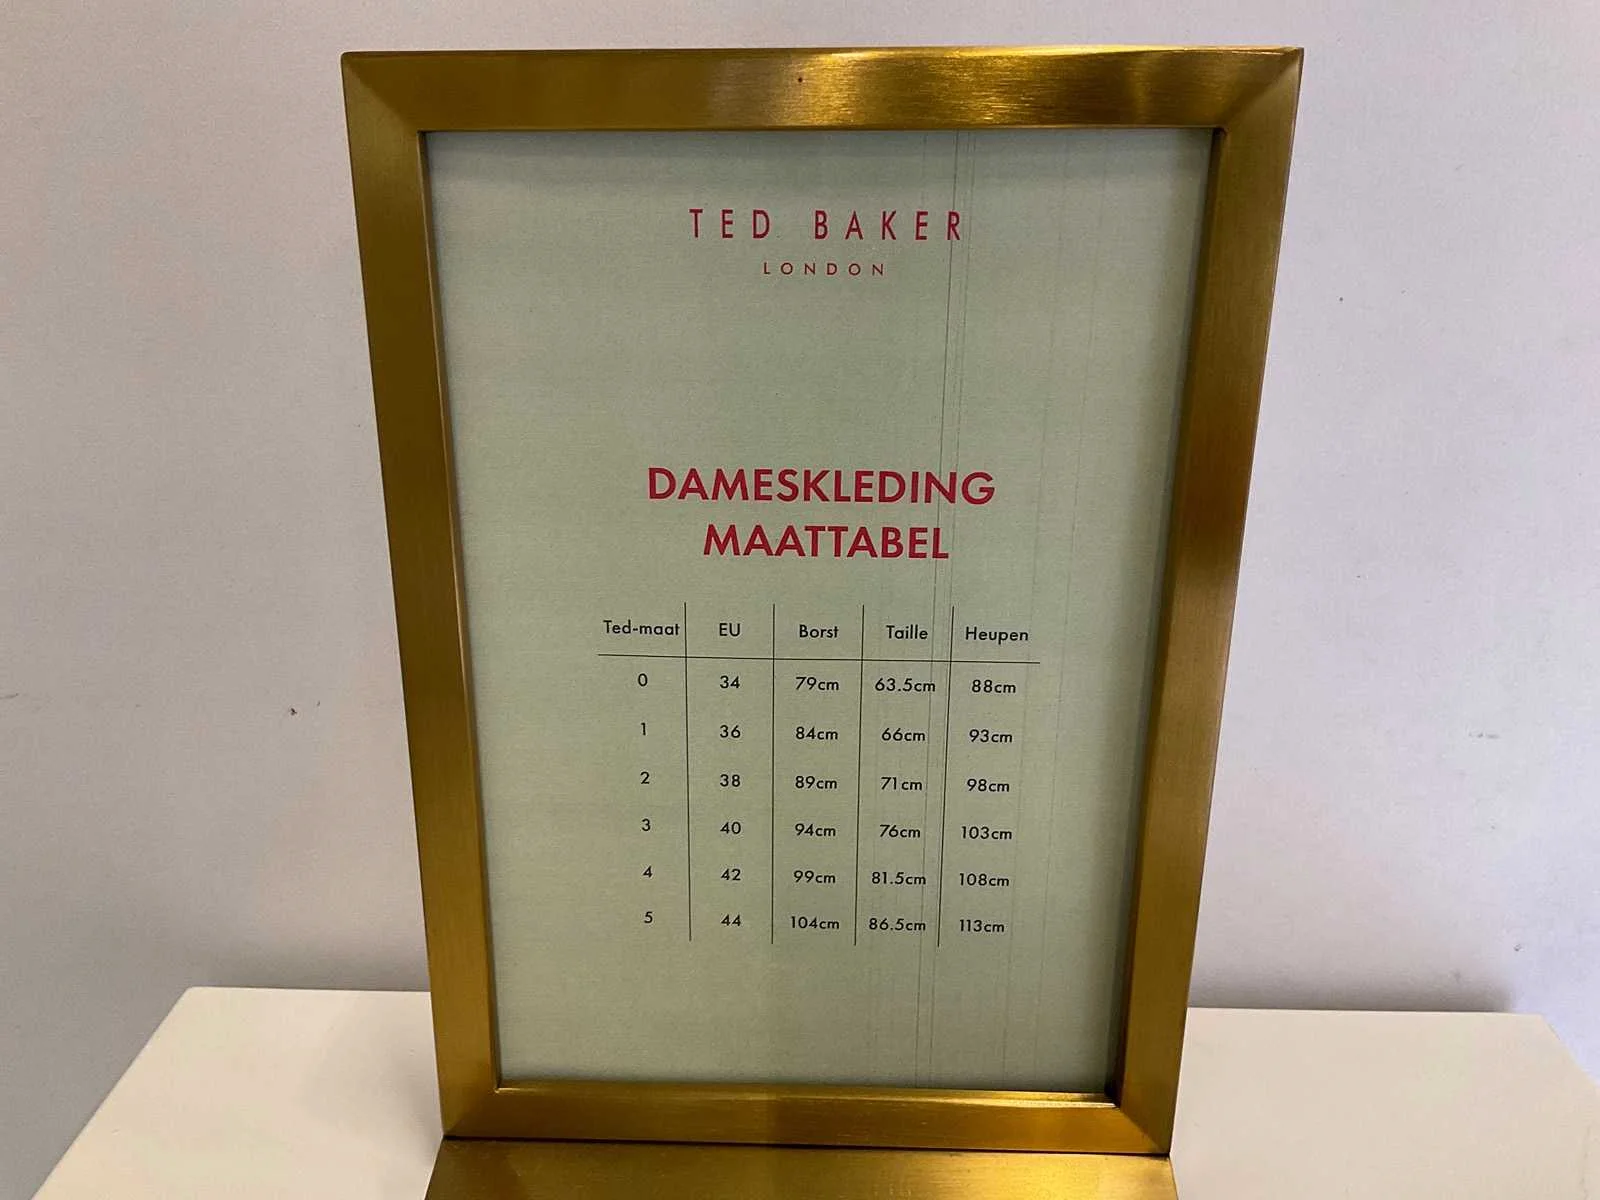 TED BAKER
LONDON
DAMESKLEDING
MAATTABEL
Ted-maat EU Borst Taille Heupen
0 34 79cm 63.5cm 88cm
1 36 84cm 66cm 93cm
2 38 89cm 71cm 98cm
3 40 94cm 76cm 103cm
4 42 99cm 81.5cm 108cm
5 44 104cm 86.5cm 113cm